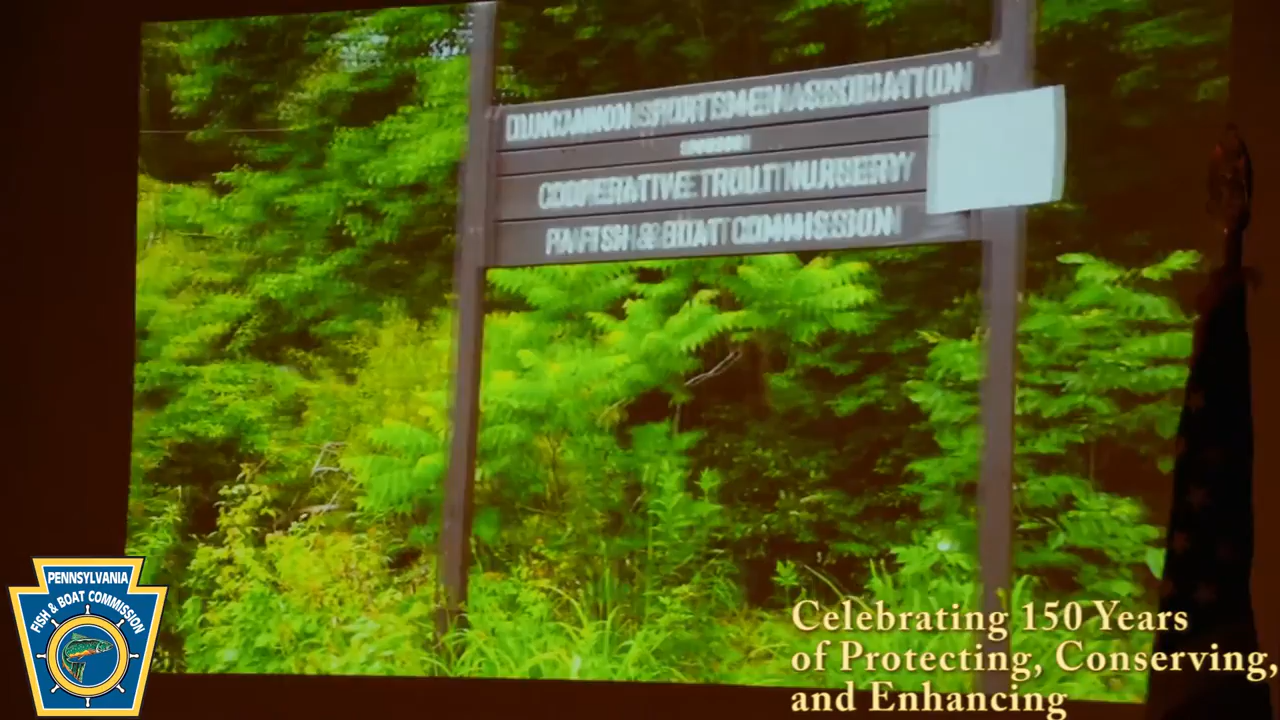 DUNCANNON SPORTSMEN ASSOCIATION
COOPERATIVE TROUT NURSERY
PA FISH & BOAT COMMISSION
PENNSYLVANIA
FISH & BOAT COMMISSION
Celebrating 150 Years
of Protecting, Conserving,
and Enhancing